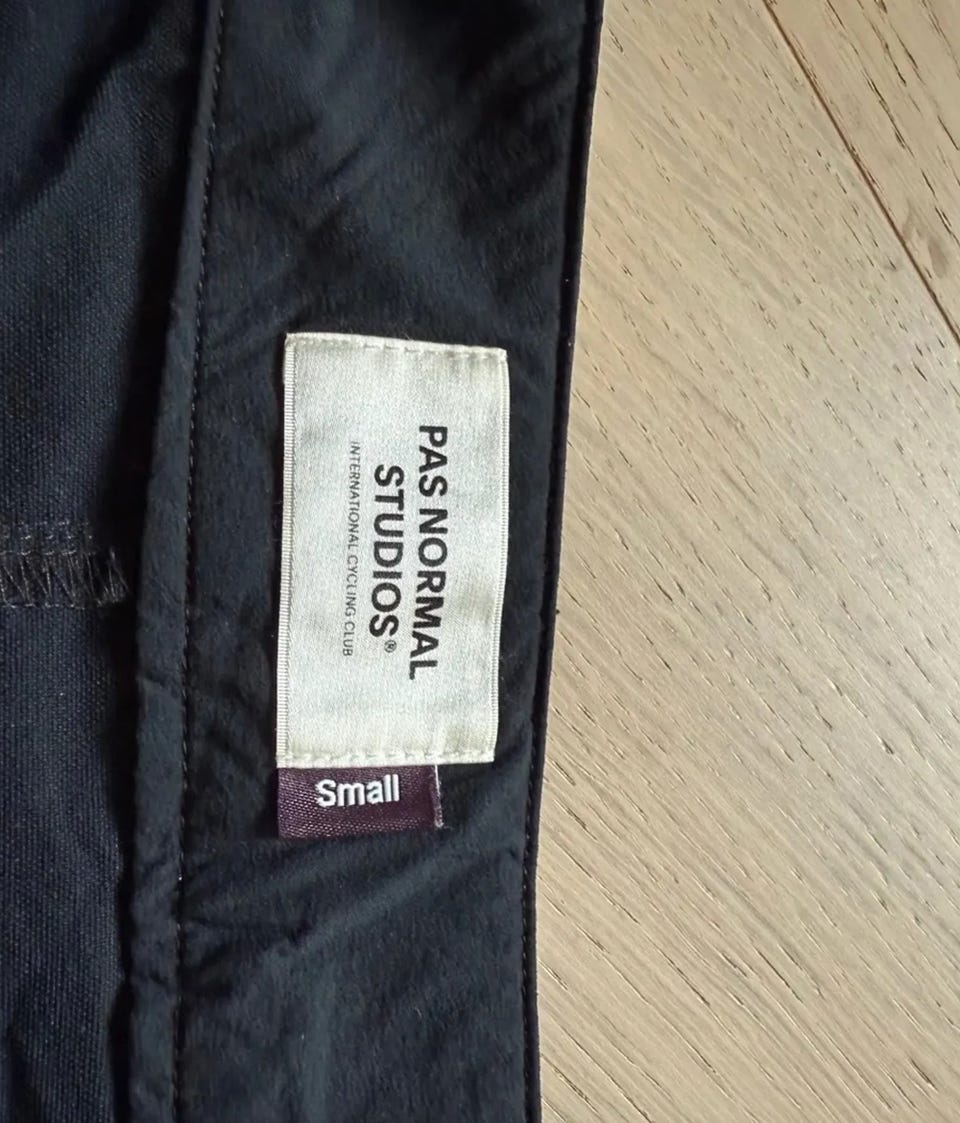 PAS NORMAL
STUDIOS®
INTERNATIONAL CYCLING CLUB
Small